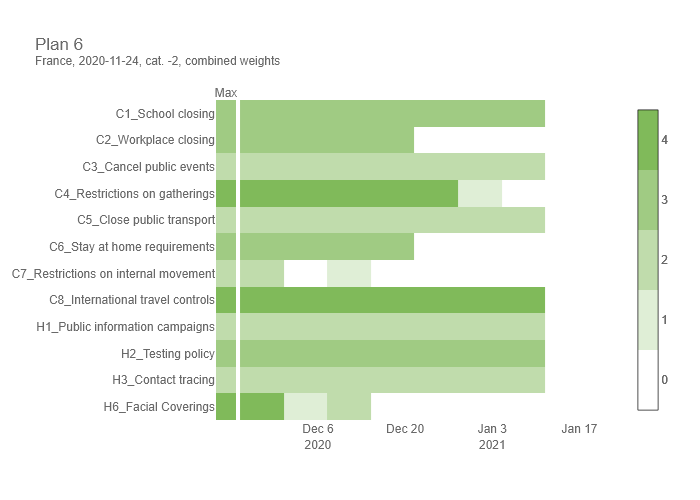 Plan 6
France, 2020-11-24, cat. -2, combined weights
Max
C1_School closing
C2_Workplace closing
C3_Cancel public events
C4_Restrictions on gatherings
C5_Close public transport
C6_Stay at home requirements
C7_Restrictions on internal movement
C8_International travel controls
H1_Public information campaigns
H2_Testing policy
H3_Contact tracing
H6_Facial Coverings
Dec 6 Dec 20 Jan 3 Jan 17
2020 2021
4
3
2
1
0